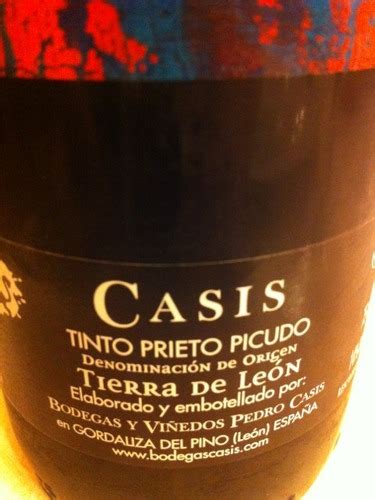 CASIS
TINTO PRIETO PICUDO
DENOMINACIÓN DE ORIGEN
TIERRA DE LEÓN
Elaborado y embotellado por:
BODEGAS Y VIÑEDOS PEDRO CASIS
en GORDALIZA DEL PINO (León) ESPAÑA
www.bodegascasis.com